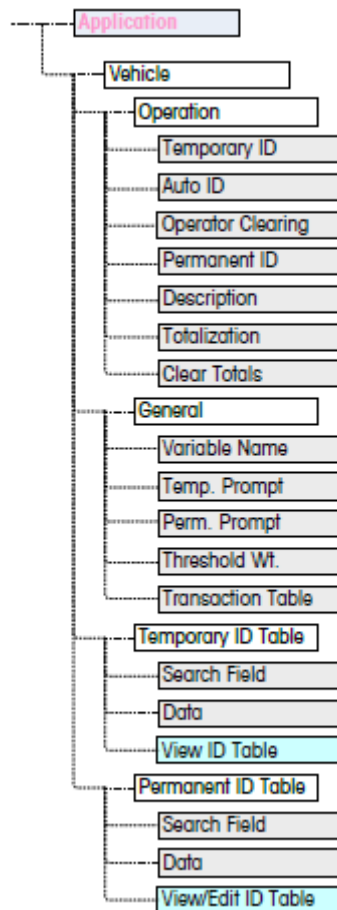 Application
Vehicle
Operation
Temporary ID
Auto ID
Operator Clearing
Permanent ID
Description
Totalization
Clear Totals
General
Variable Name
Temp. Prompt
Perm. Prompt
Threshold Wt.
Transaction Table
Temporary ID Table
Search Field
Data
View ID Table
Permanent ID Table
Search Field
Data
View/Edit ID Table